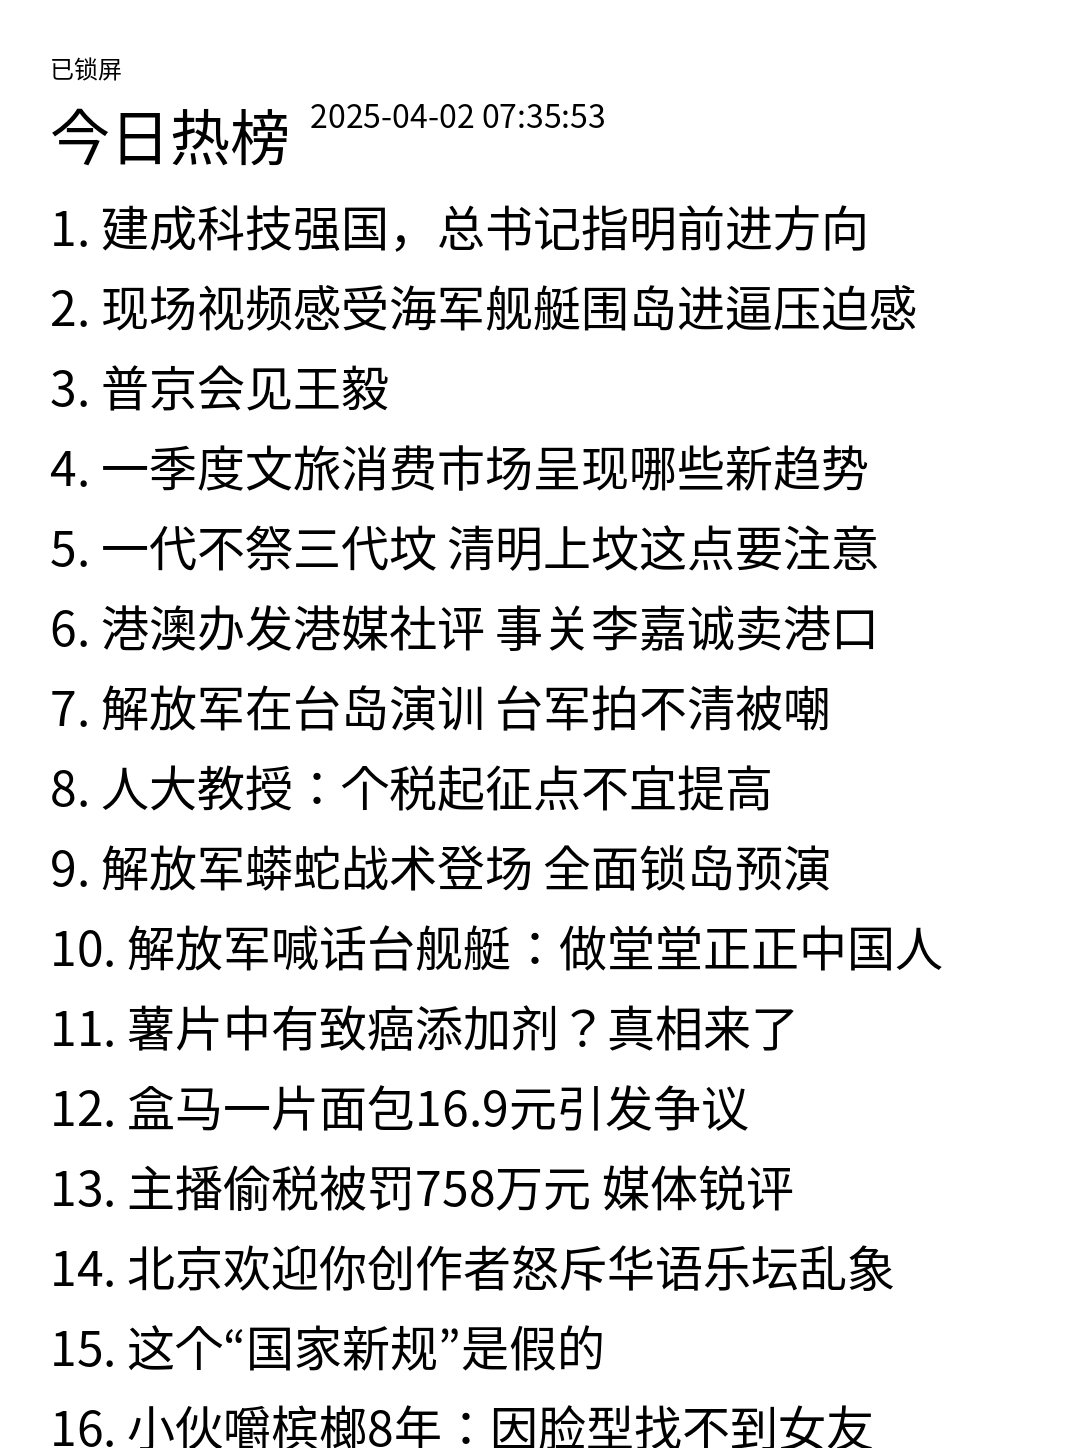 已锁屏
今日热榜 2025-04-02 07:35:53
1. 建成科技强国，总书记指明前进方向
2. 现场视频感受海军舰艇围岛进逼压迫感
3. 普京会见王毅
4. 一季度文旅消费市场呈现哪些新趋势
5. 一代不祭三代坟 清明上坟这点要注意
6. 港澳办发港媒社评 事关李嘉诚卖港口
7. 解放军在台岛演训 台军拍不清被嘲
8. 人大教授：个税起征点不宜提高
9. 解放军蟒蛇战术登场 全面锁岛预演
10. 解放军喊话台舰艇：做堂堂正正中国人
11. 薯片中有致癌添加剂？真相来了
12. 盒马一片面包16.9元引发争议
13. 主播偷税被罚758万元 媒体锐评
14. 北京欢迎你创作者怒斥华语乐坛乱象
15. 这个“国家新规”是假的
16. 小伙嚼槟榔8年：因脸型找不到女友